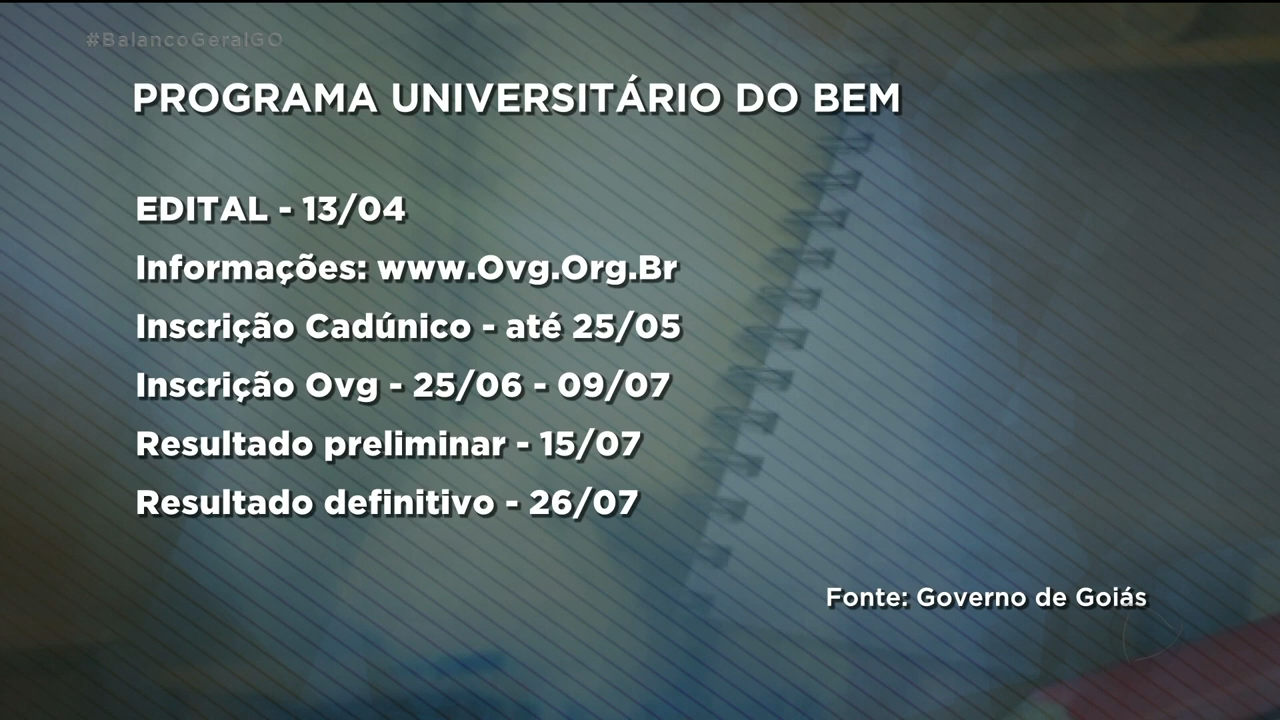 #BalancoGeralGO
PROGRAMA UNIVERSITÁRIO DO BEM
EDITAL - 13/04
Informações: www.Ovg.Org.Br
Inscrição Cadúnico - até 25/05
Inscrição Ovg - 25/06 - 09/07
Resultado preliminar - 15/07
Resultado definitivo - 26/07
Fonte: Governo de Goiás